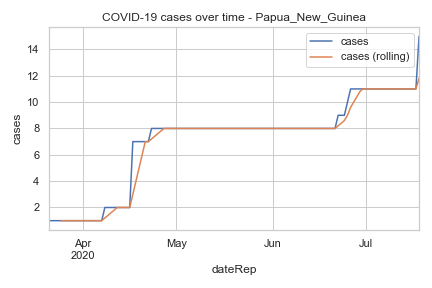 COVID-19 cases over time - Papua_New_Guinea
cases
cases (rolling)
14
12
10
8
6
4
2
cases
Apr
2020
May
Jun
Jul
dateRep